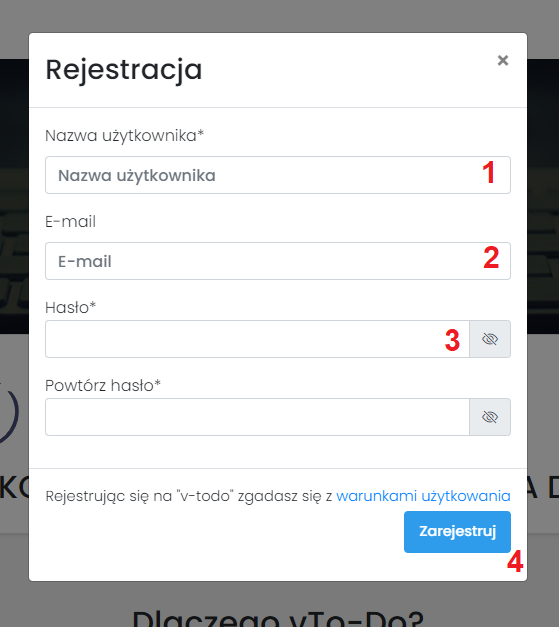 Rejestracja ×
Nazwa użytkownika*
Nazwa użytkownika 1
E-mail
E-mail 2
Hasło*
3
Powtórz hasło*
Rejestrując się na "v-todo" zgadasz się z warunkami użytkowania
Zarejestruj
4
Dlaczego vTo-Do?